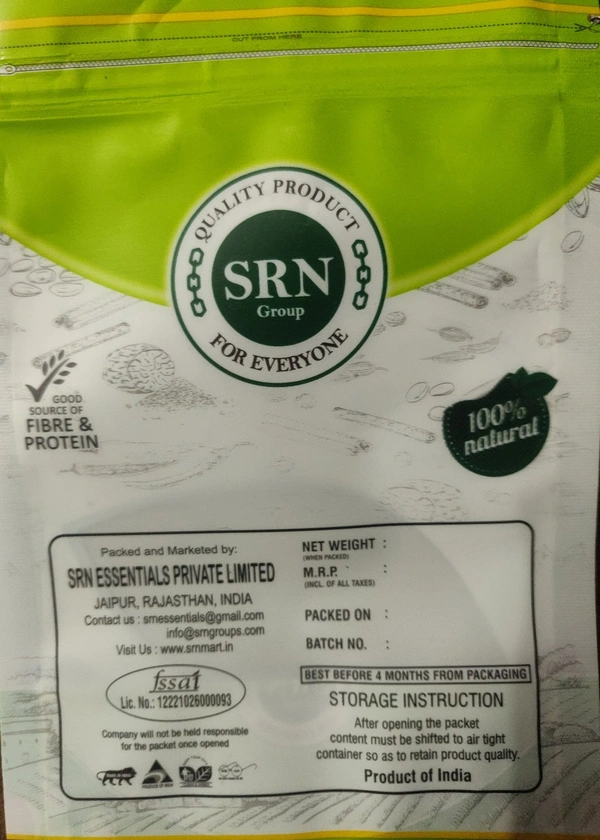 CUT FROM HERE
QUALITY PRODUCT
SRN
Group
FOR EVERYONE
GOOD
SOURCE OF
FIBRE &
PROTEIN
100%
natural
Packed and Marketed by:
SRN ESSENTIALS PRIVATE LIMITED
JAIPUR, RAJASTHAN, INDIA
Contact us : srnessentials@gmail.com
info@srngroups.com
Visit Us : www.srnmart.in
fssai
Lic. No.: 12221026000093
Company will not be held responsible
for the packet once opened
NET WEIGHT :
(WHEN PACKED)
M.R.P. :
(INCL. OF ALL TAXES)
PACKED ON :
BATCH NO. :
BEST BEFORE 4 MONTHS FROM PACKAGING
STORAGE INSTRUCTION
After opening the packet
content must be shifted to air tight
container so as to retain product quality.
Product of India